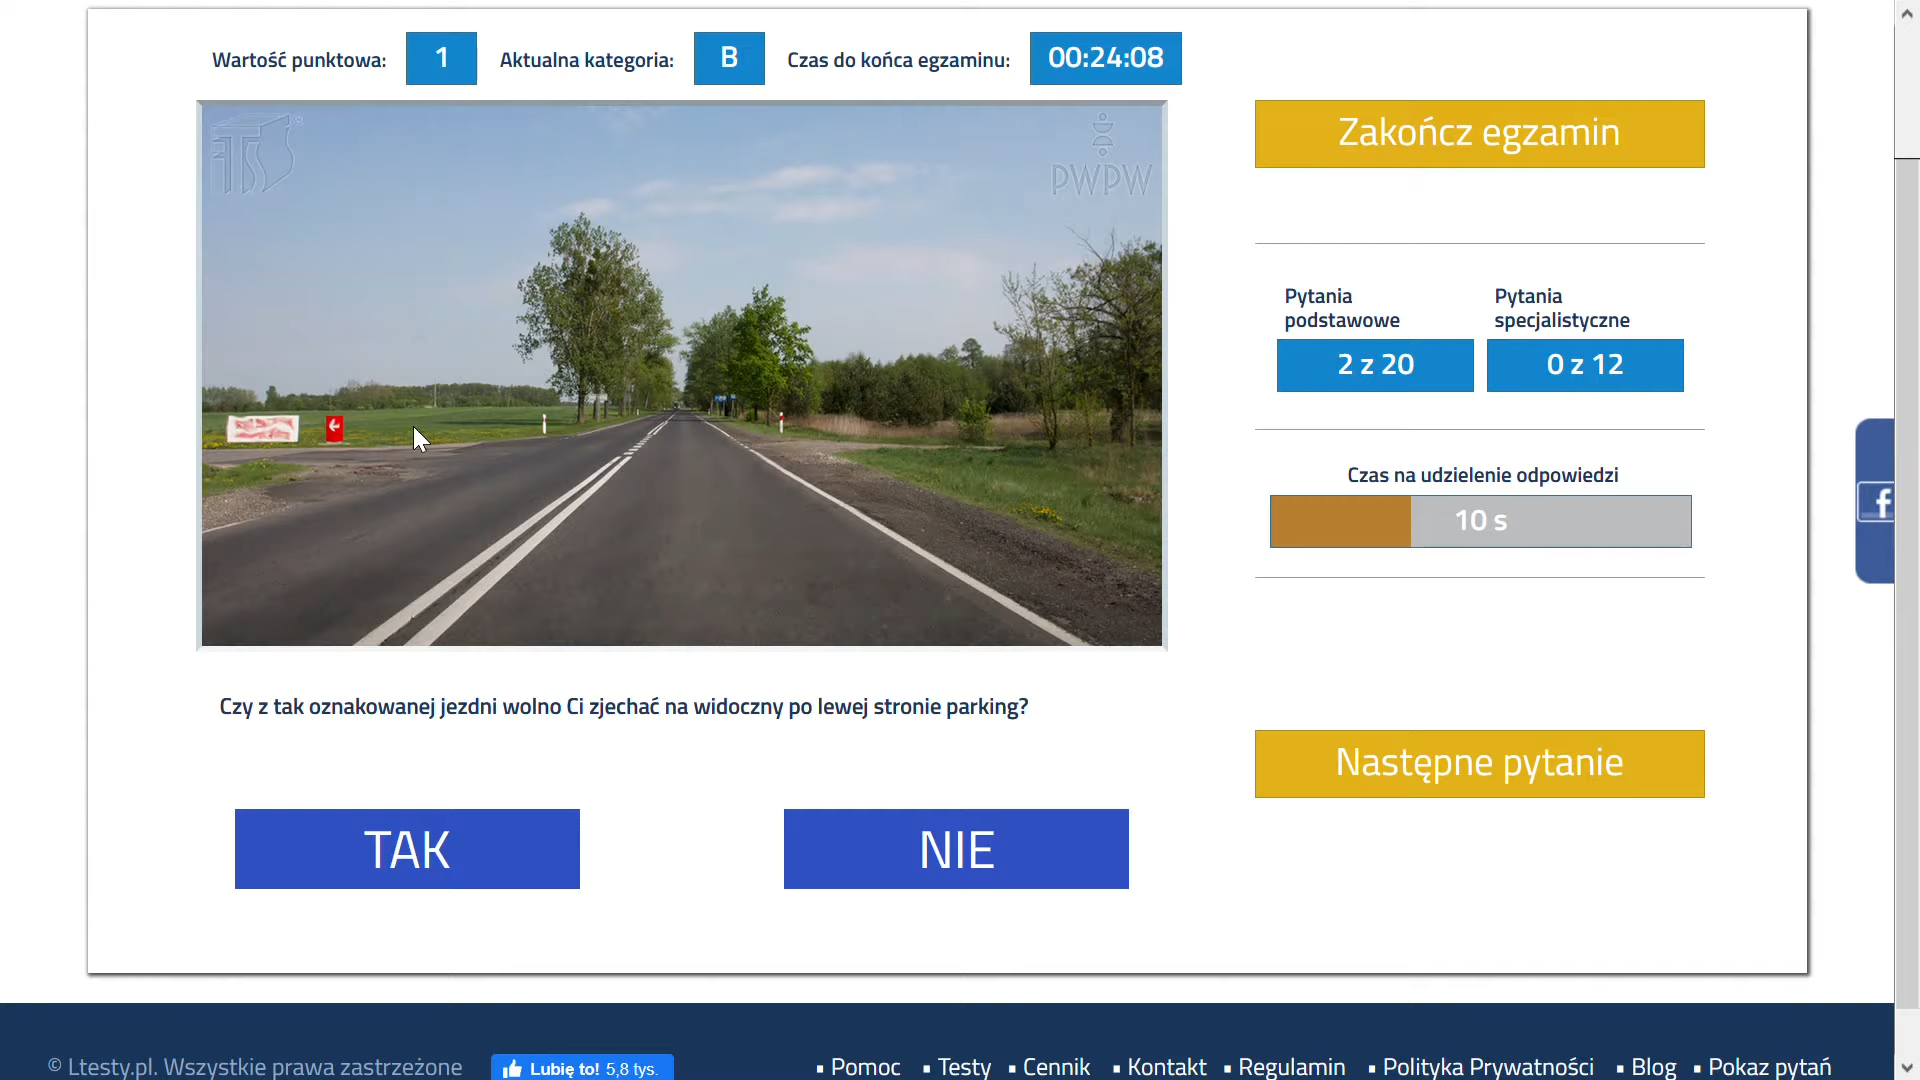 Wartość punktowa: 1 Aktualna kategoria: B Czas do końca egzaminu: 00:24:08
Zakończ egzamin
PWPW
Pytania podstawowe
2 z 20
Pytania specjalistyczne
0 z 12
Czas na udzielenie odpowiedzi
10 s
Czy z tak oznakowanej jezdni wolno Ci zjechać na widoczny po lewej stronie parking?
Następne pytanie
TAK
NIE
f
© Ltesty.pl. Wszystkie prawa zastrzeżone
Lubię to! 5,8 tys.
▪ Pomoc ▪ Testy ▪ Cennik ▪ Kontakt ▪ Regulamin ▪ Polityka Prywatności ▪ Blog ▪ Pokaz pytań